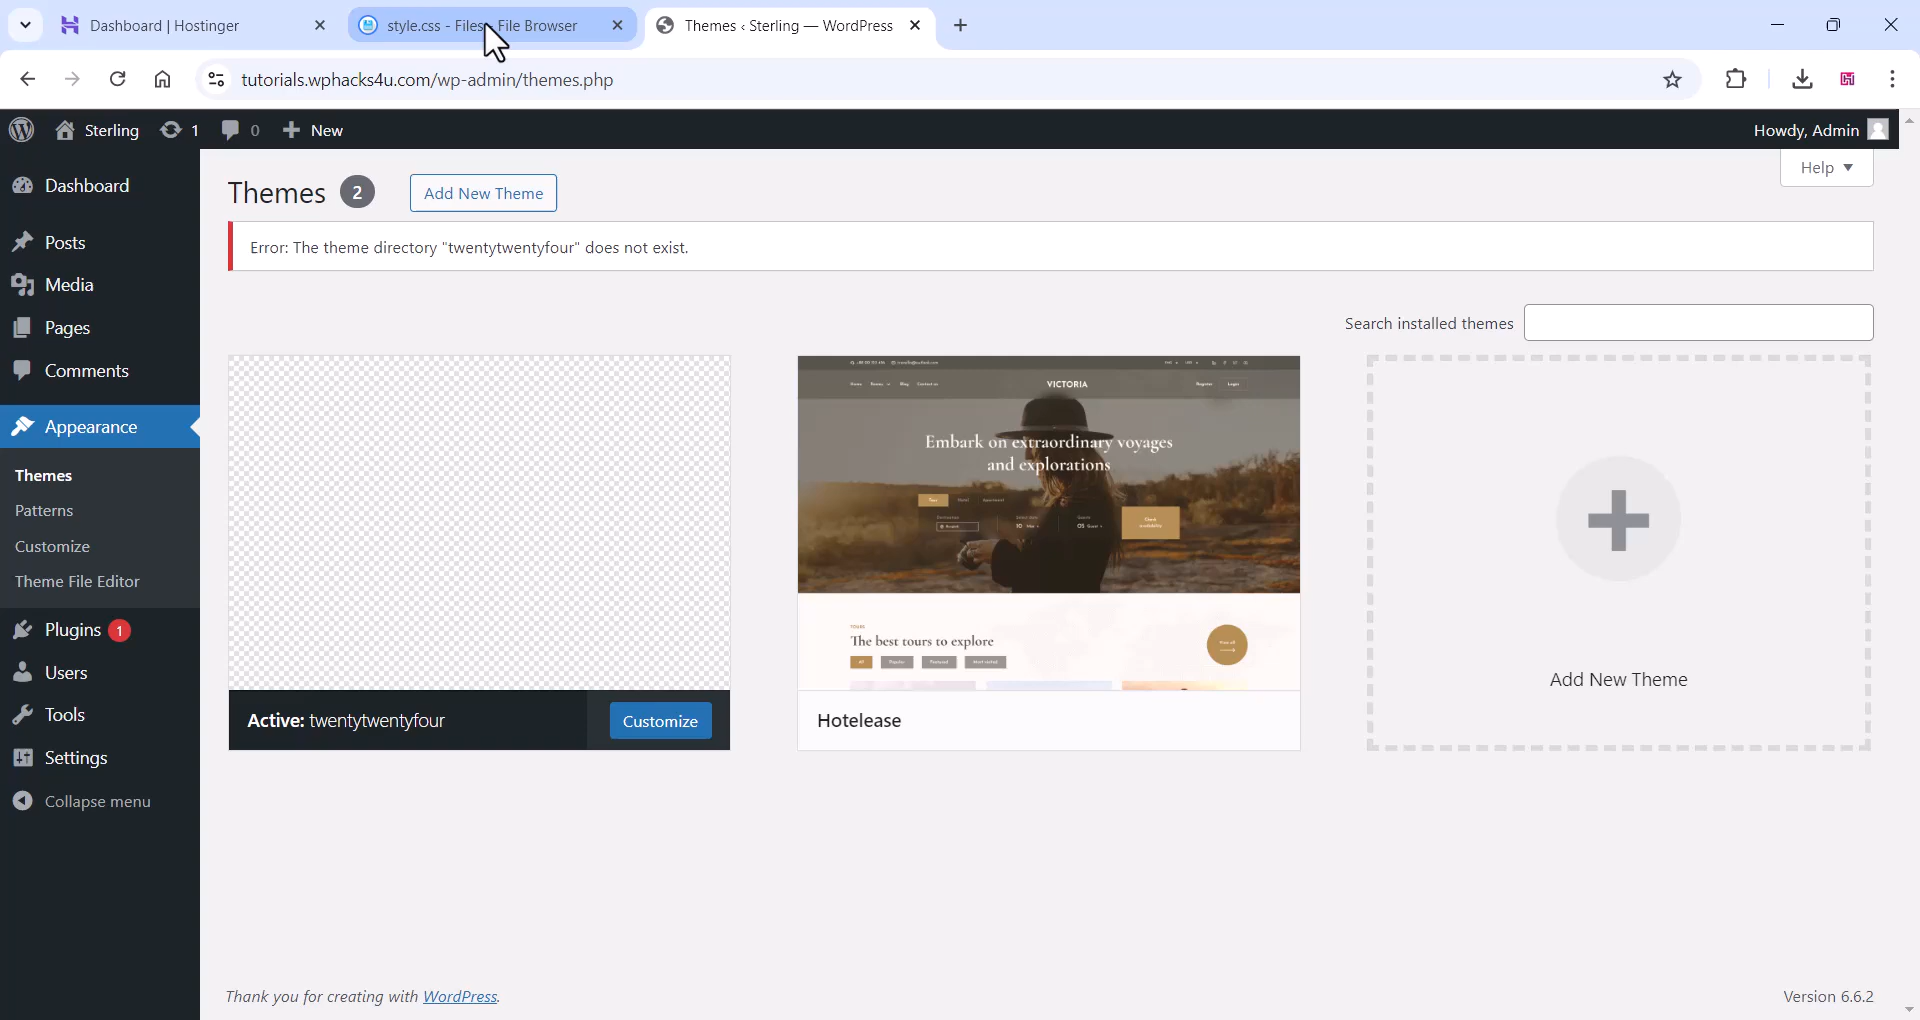 Dashboard | Hostinger
style.css - Files - File Browser
Themes ‹ Sterling — WordPress
tutorials.wphacks4u.com/wp-admin/themes.php
Sterling
1
0
New
Howdy, Admin
Help
Dashboard
Posts
Media
Pages
Comments
Appearance
Themes
Patterns
Customize
Theme File Editor
Plugins 1
Users
Tools
Settings
Collapse menu
Themes 2
Add New Theme
Error: The theme directory "twentytwentyfour" does not exist.
Search installed themes
Active: twentytwentyfour
Customize
VICTORIA
Embark on extraordinary voyages
and explorations
TOURS
The best tours to explore
Hotelease
Add New Theme
Thank you for creating with WordPress.
Version 6.6.2